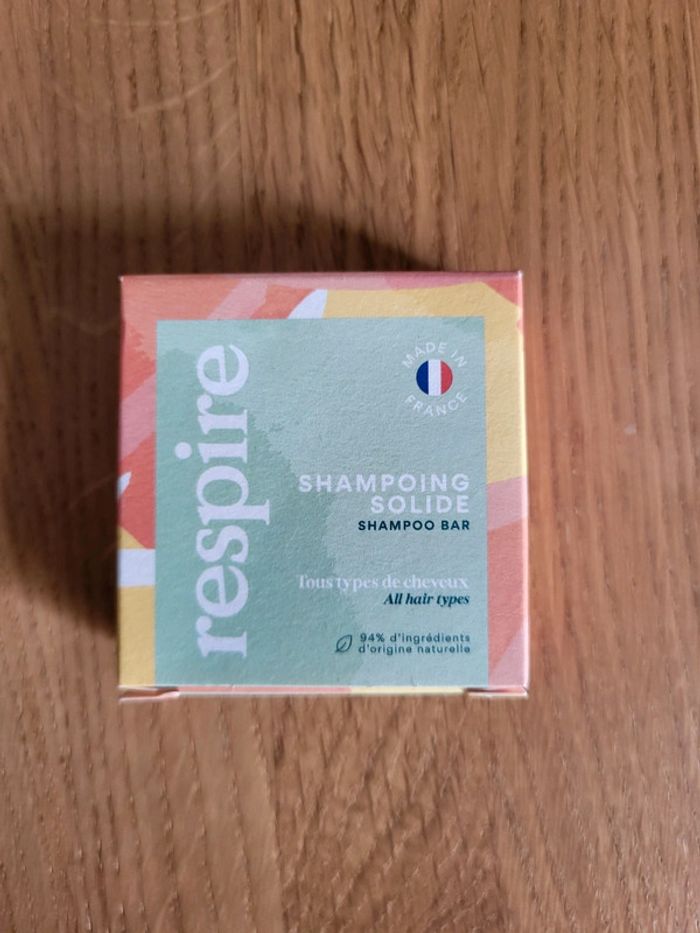 respire
MADE IN
FRANCE
SHAMPOING
SOLIDE
SHAMPOO BAR
Tous types de cheveux
All hair types
94% d'ingrédients
d'origine naturelle